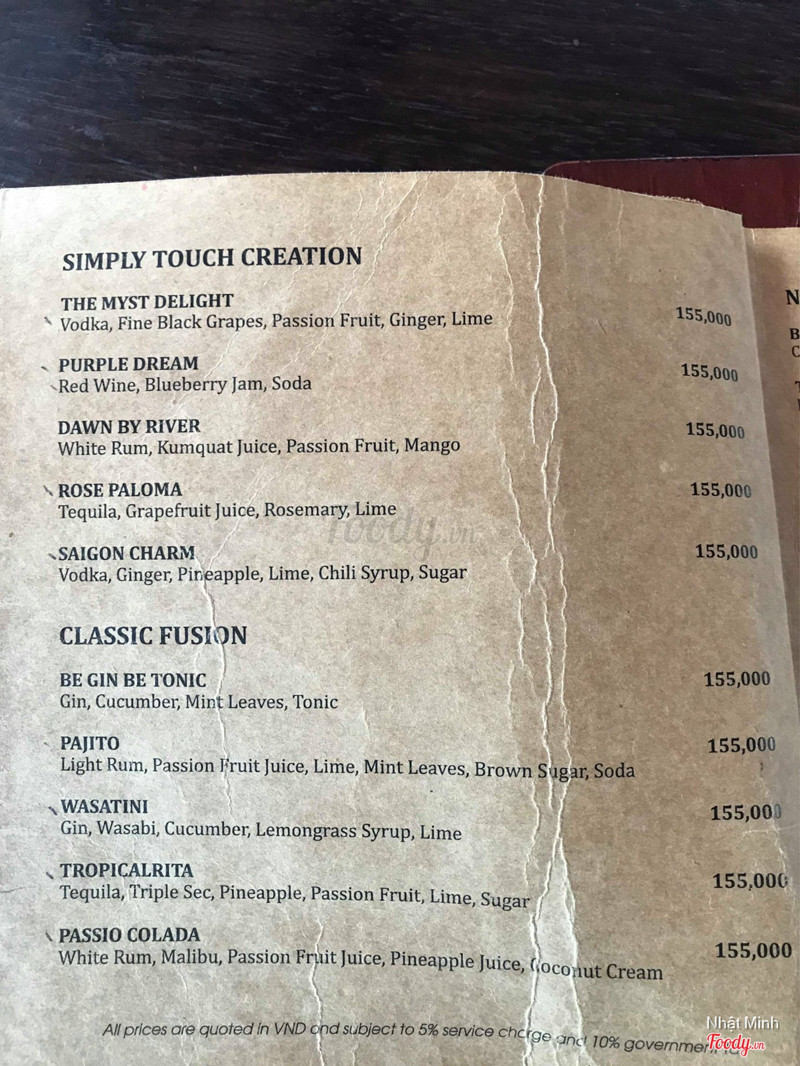 SIMPLY TOUCH CREATION
THE MYST DELIGHT
Vodka, Fine Black Grapes, Passion Fruit, Ginger, Lime 155,000
PURPLE DREAM
Red Wine, Blueberry Jam, Soda 155,000
DAWN BY RIVER
White Rum, Kumquat Juice, Passion Fruit, Mango 155,000
ROSE PALOMA 155,000
Tequila, Grapefruit Juice, Rosemary, Lime
SAIGON CHARM 155,000
Vodka, Ginger, Pineapple, Lime, Chili Syrup, Sugar
CLASSIC FUSION
BE GIN BE TONIC 155,000
Gin, Cucumber, Mint Leaves, Tonic
PAJITO 155,000
Light Rum, Passion Fruit Juice, Lime, Mint Leaves, Brown Sugar, Soda
WASATINI 155,000
Gin, Wasabi, Cucumber, Lemongrass Syrup, Lime
TROPICALRITA 155,000
Tequila, Triple Sec, Pineapple, Passion Fruit, Lime, Sugar
PASSIO COLADA 155,000
White Rum, Malibu, Passion Fruit Juice, Pineapple Juice, Coconut Cream
All prices are quoted in VND and subject to 5% service charge and 10% government
Nhật Minh
Foody.vn
Foody.vn